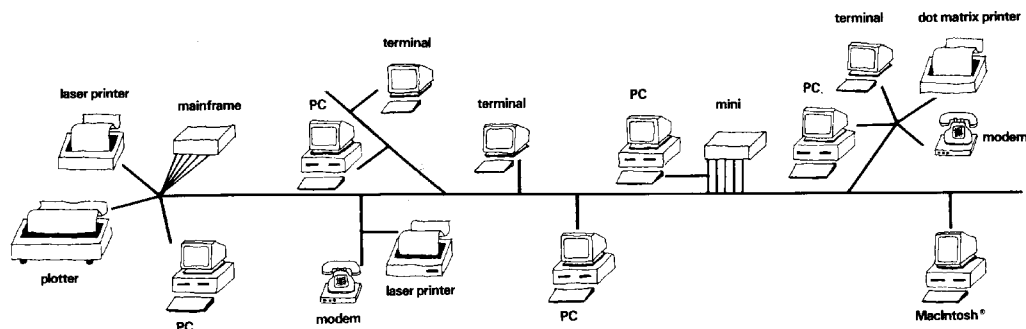 terminal
dot matrix printer
terminal
laser printer
mainframe
PC
terminal
PC
mini
PC.
modem
plotter
PC
modem
laser printer
PC
MacIntosh®